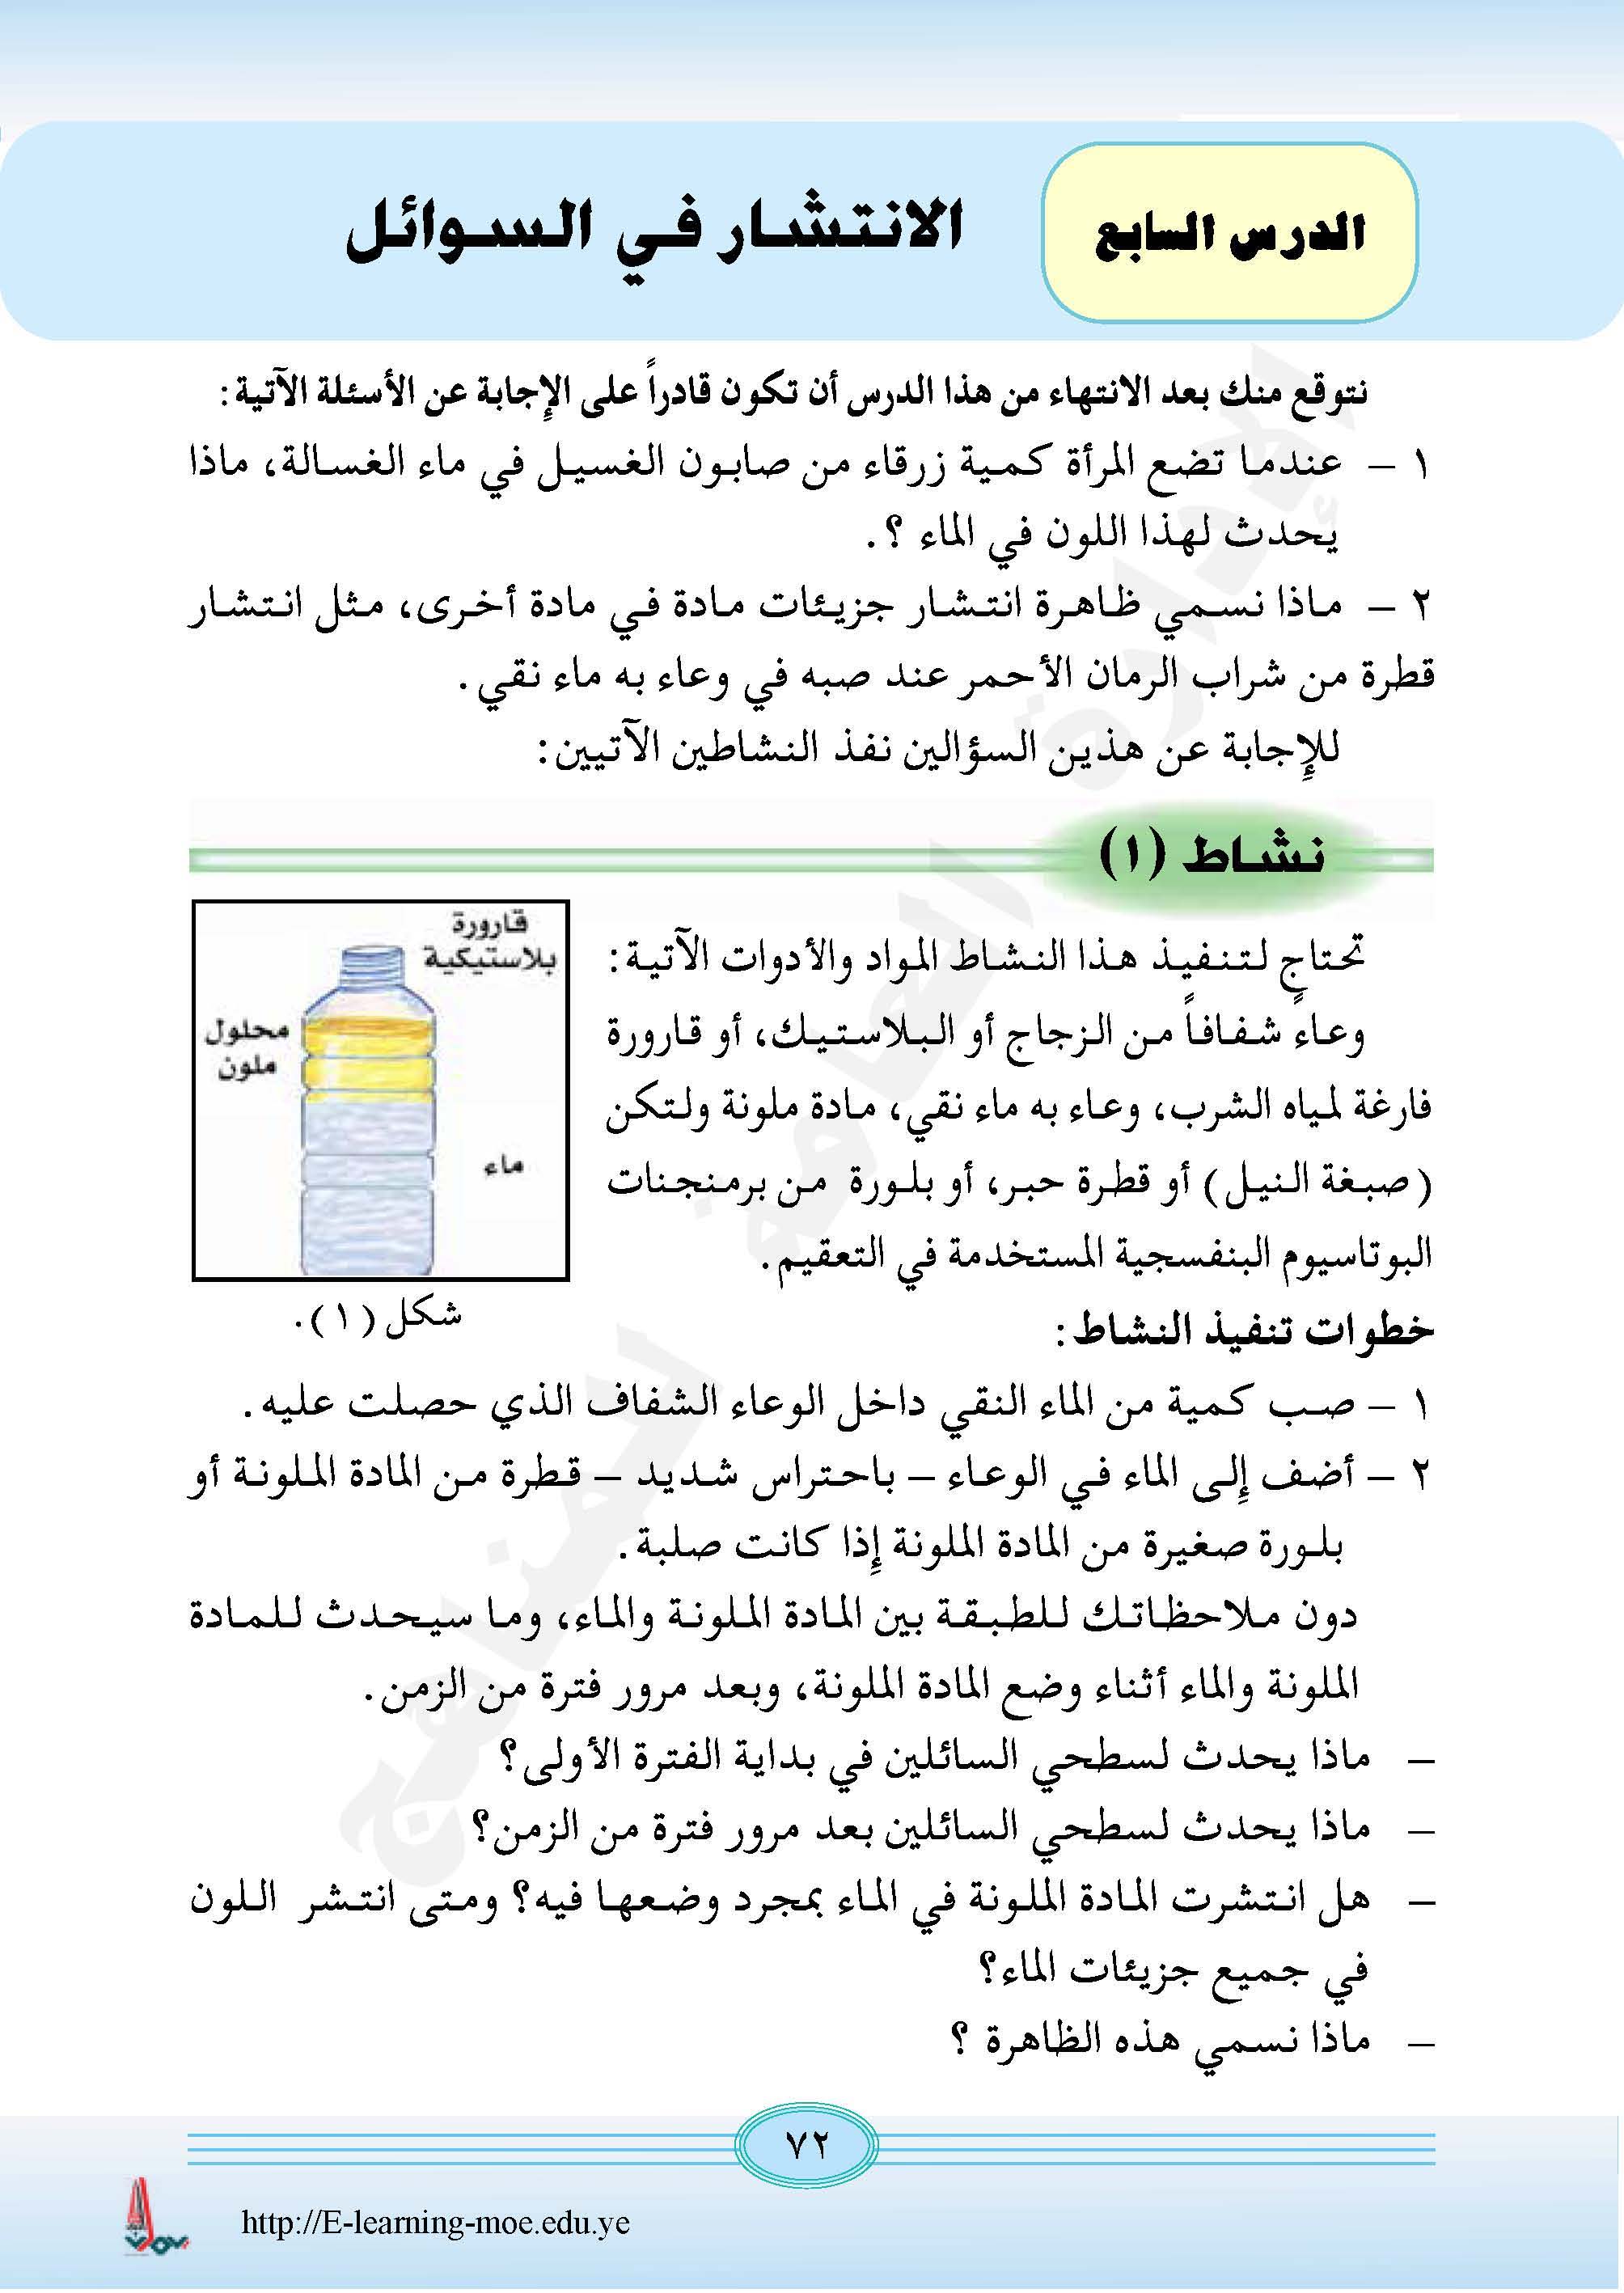 الدرس السابع
الانتشار في السوائل
نتوقع منك بعد الانتهاء من هذا الدرس أن تكون قادراً على الإجابة عن الأسئلة الآتية:
١ – عندما تضع المرأة كمية زرقاء من صابون الغسيل في ماء الغسالة، ماذا
يحدث لهذا اللون في الماء ؟.
٢ – ماذا نسمي ظاهرة انتشار جزيئات مادة في مادة أخرى، مثل انتشار
قطرة من شراب الرمان الأحمر عند صبه في وعاء به ماء نقي.
للإجابة عن هذين السؤالين نفذ النشاطين الآتيين:
نشاط (١)
تحتاج لتنفيذ هذا النشاط المواد والأدوات الآتية:
وعاءً شفافاً من الزجاج أو البلاستيك، أو قارورة
فارغة لمياه الشرب، وعاء به ماء نقي، مادة ملونة ولتكن
(صبغة النيل) أو قطرة حبر، أو بلورة من برمنجنات
البوتاسيوم البنفسجية المستخدمة في التعقيم.
قارورة
بلاستيكية
محلول
ملون
ماء
شكل (١).
خطوات تنفيذ النشاط:
١ – صب كمية من الماء النقي داخل الوعاء الشفاف الذي حصلت عليه.
٢ – أضف إلى الماء في الوعاء – باحتراس شديد – قطرة من المادة الملونة أو
بلورة صغيرة من المادة الملونة إذا كانت صلبة.
دون ملاحظاتك للطبقة بين المادة الملونة والماء، وما سيحدث للمادة
الملونة والماء أثناء وضع المادة الملونة، وبعد مرور فترة من الزمن.
– ماذا يحدث لسطحي السائلين في بداية الفترة الأولى؟
– ماذا يحدث لسطحي السائلين بعد مرور فترة من الزمن؟
– هل انتشرت المادة الملونة في الماء بمجرد وضعها فيه؟ ومتى انتشر اللون
في جميع جزيئات الماء؟
– ماذا نسمي هذه الظاهرة ؟
٧٢
http://E-learning-moe.edu.ye
الإدارة العامة للمناهج